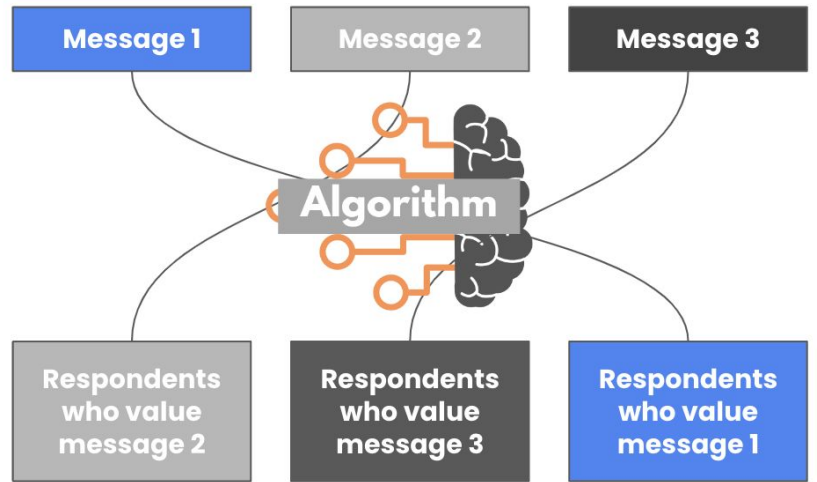 Message 1
Message 2
Message 3
Algorithm
Respondents
who value
message 2
Respondents
who value
message 3
Respondents
who value
message 1